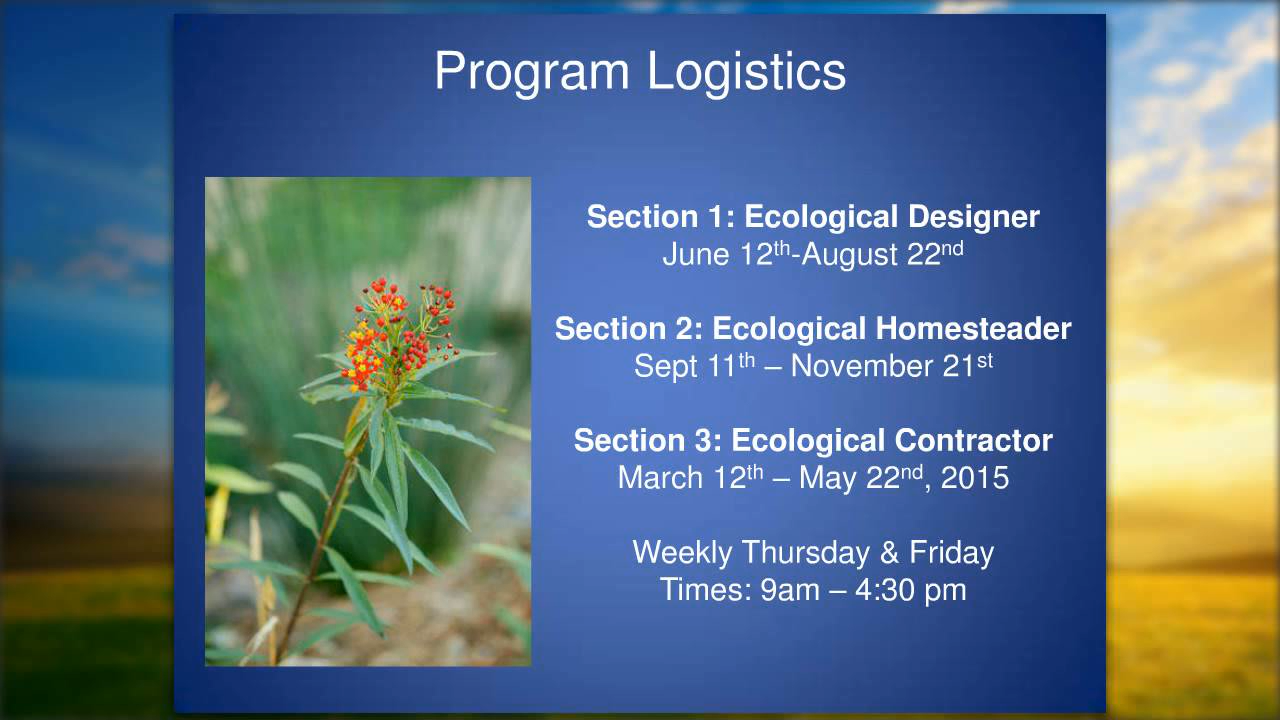 Program Logistics
Section 1: Ecological Designer
June 12th-August 22nd
Section 2: Ecological Homesteader
Sept 11th – November 21st
Section 3: Ecological Contractor
March 12th – May 22nd, 2015
Weekly Thursday & Friday
Times: 9am – 4:30 pm